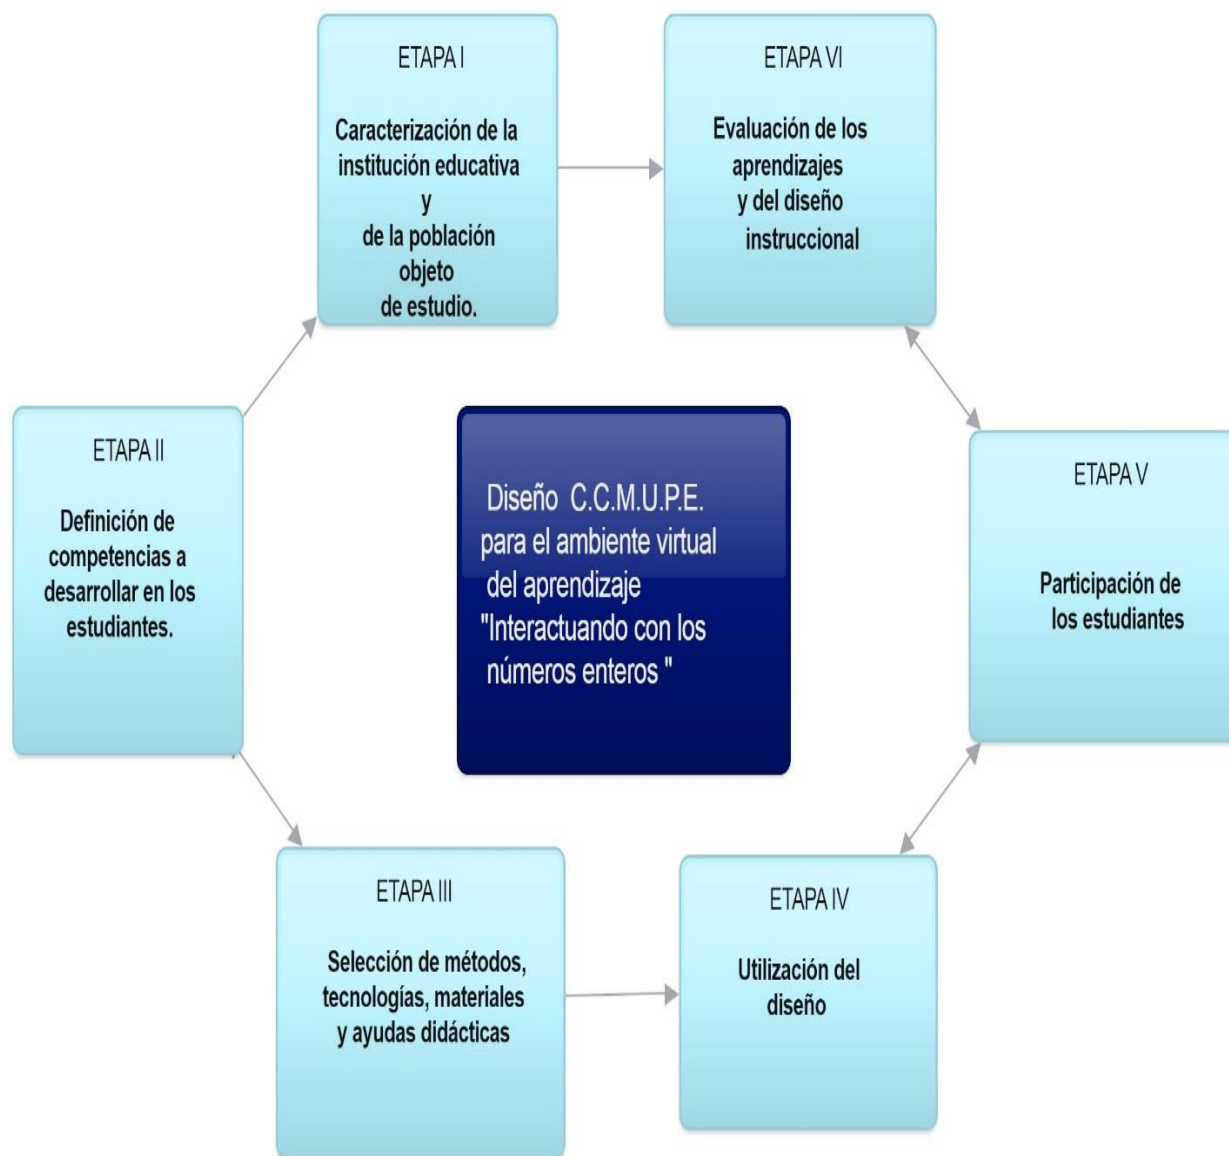 ETAPA I
Caracterización de la
institución educativa
y
de la población
objeto
de estudio.
ETAPA VI
Evaluación de los
aprendizajes
y del diseño
instruccional
ETAPA II
Definición de
competencias a
desarrollar en los
estudiantes.
Diseño C.C.M.U.P.E.
para el ambiente virtual
del aprendizaje
"Interactuando con los
números enteros "
ETAPA V
Participación de
los estudiantes
ETAPA III
Selección de métodos,
tecnologías, materiales
y ayudas didácticas
ETAPA IV
Utilización del
diseño